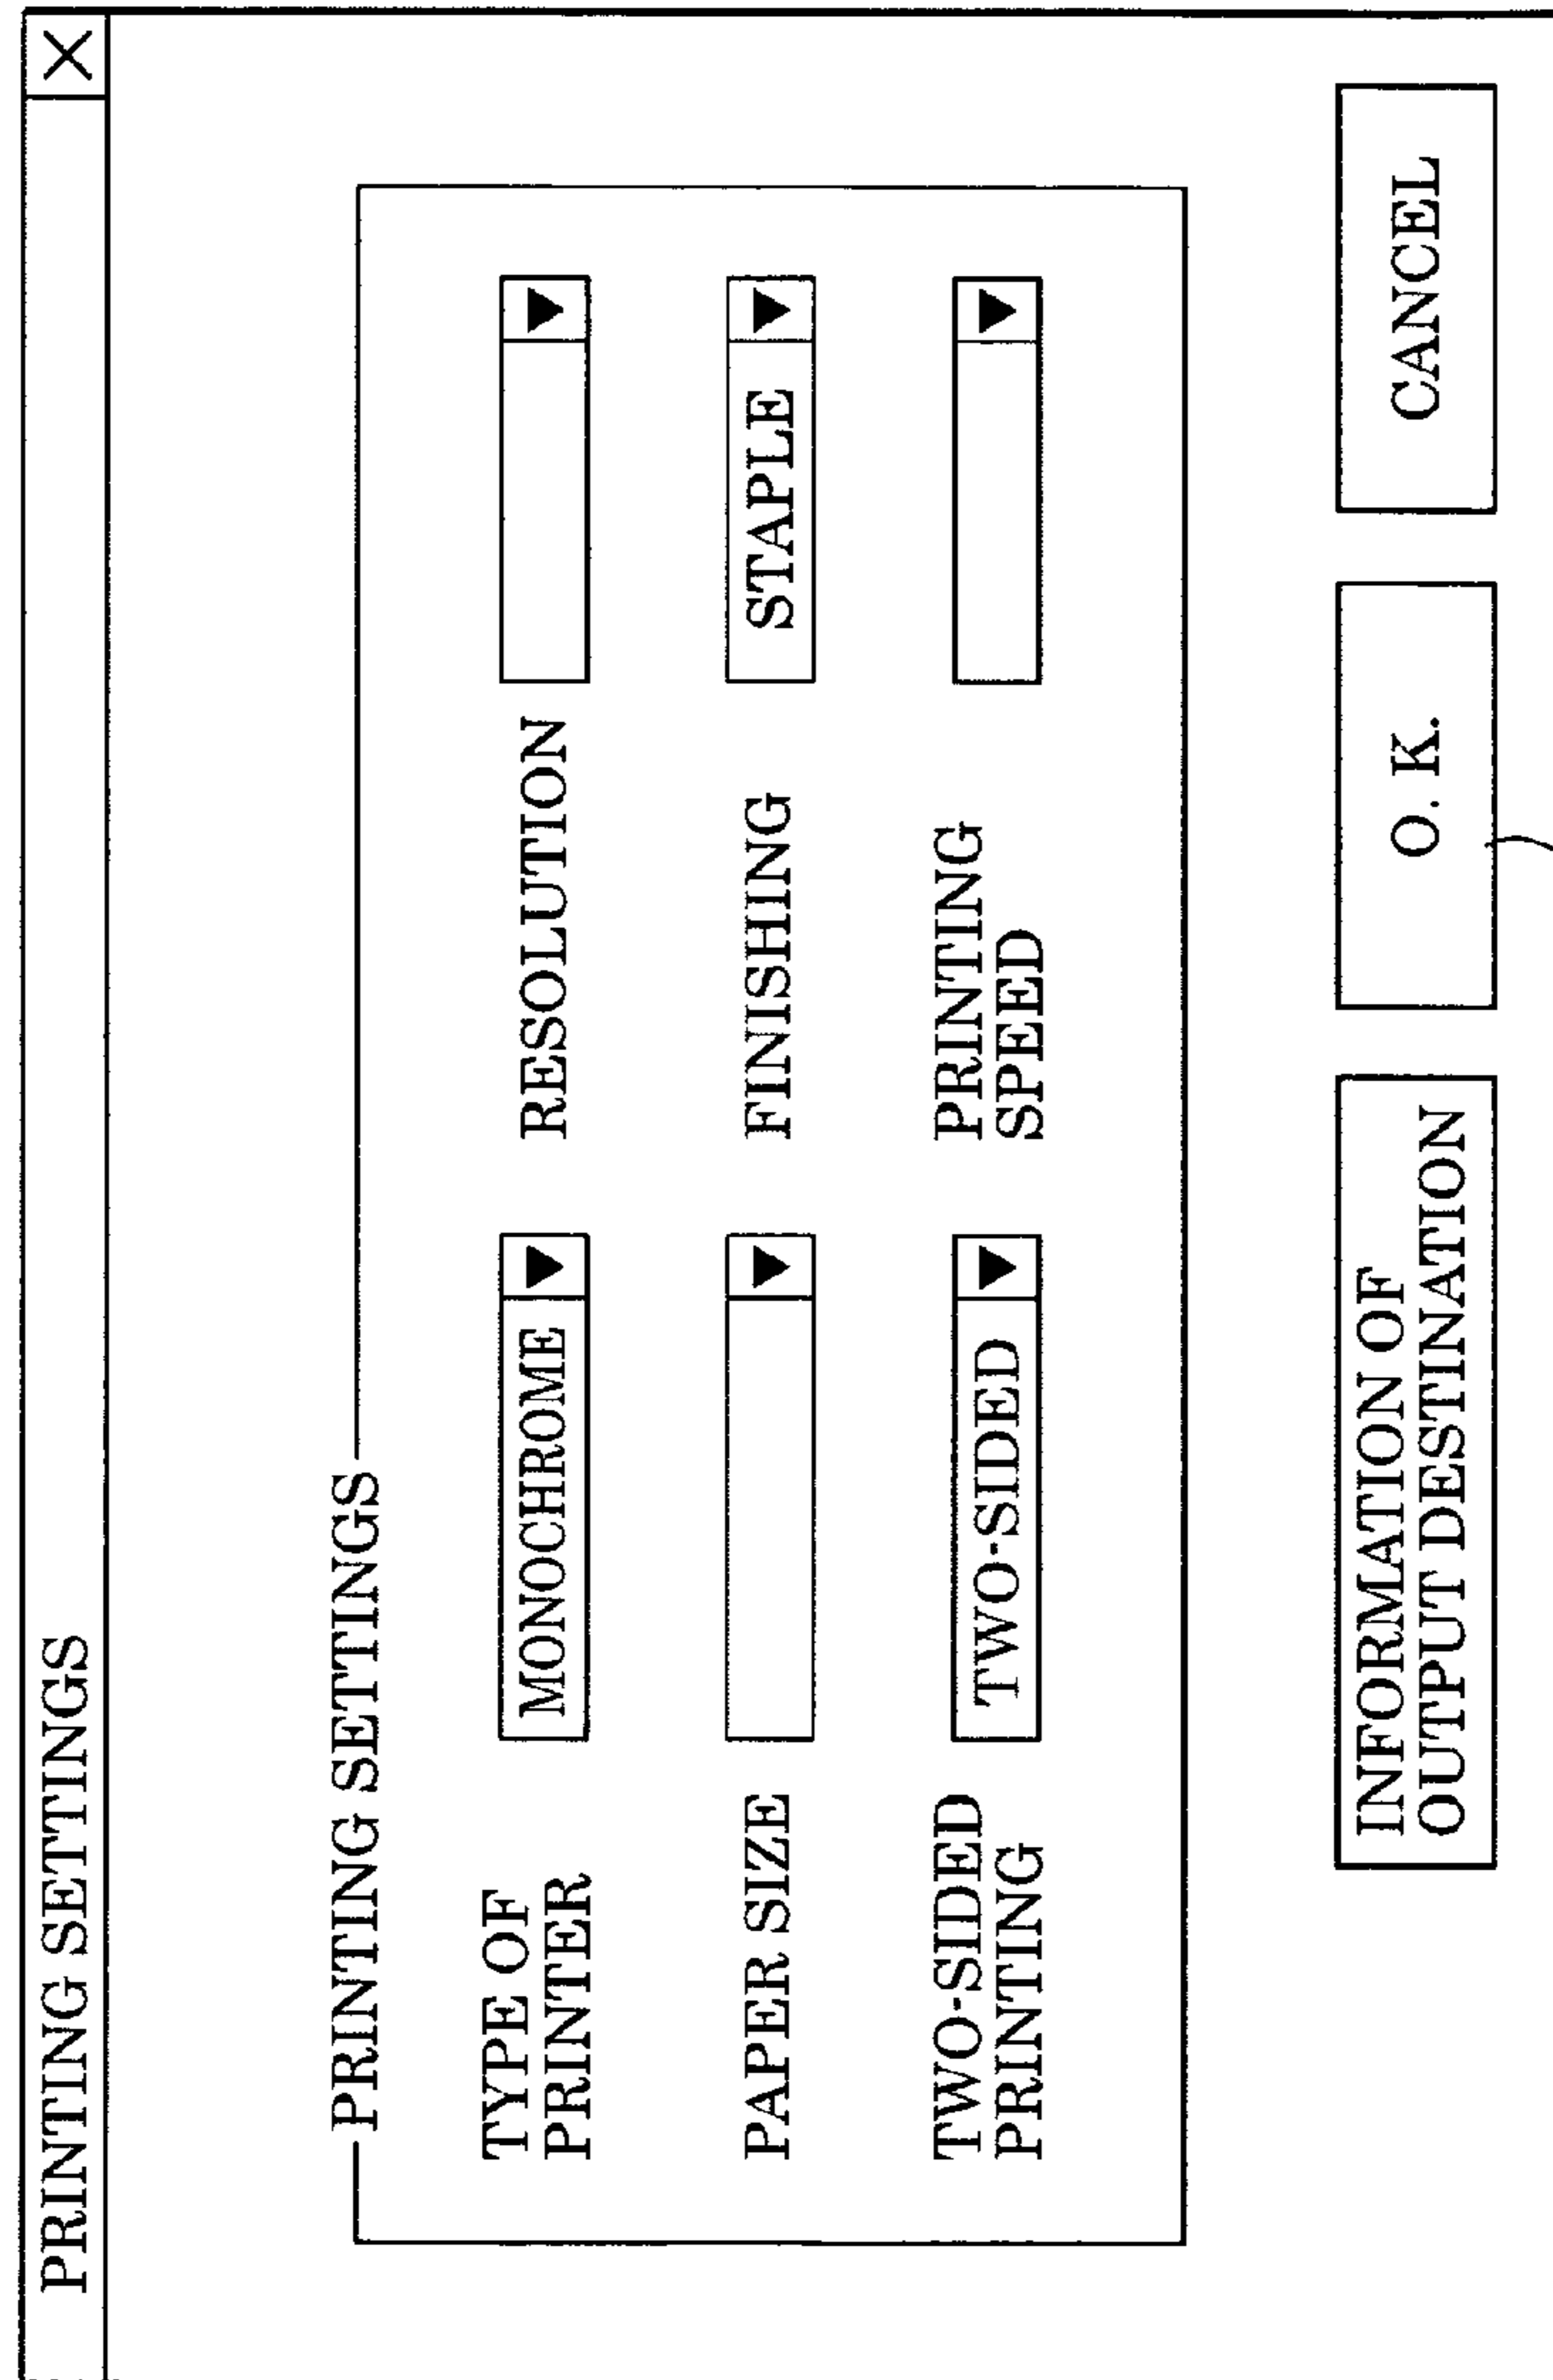 PRINTING SETTINGS
PRINTING SETTINGS
TYPE OF
PRINTER
MONOCHROME
RESOLUTION
PAPER SIZE
FINISHING
STAPLE
TWO-SIDED
PRINTING
TWO-SIDED
PRINTING
SPEED
INFORMATION OF
OUTPUT DESTINATION
O. K.
CANCEL